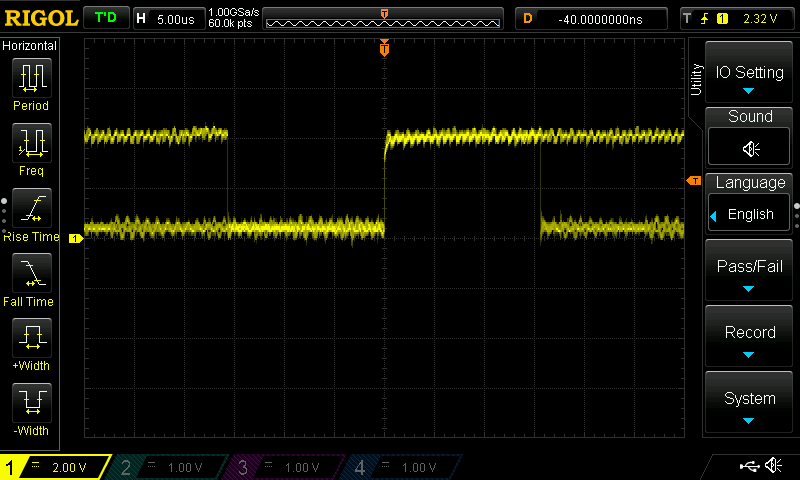 RIGOL T'D H 5.00us 1.00GSa/s
60.0k pts T D -40.0000000ns T 1 2.32 V
Horizontal
Period
Freq
Rise Time
Fall Time
+Width
-Width
T
T
1
Utility
IO Setting
Sound
Language
English
Pass/Fail
Record
System
1 2.00 V 2 1.00 V 3 1.00 V 4 1.00 V